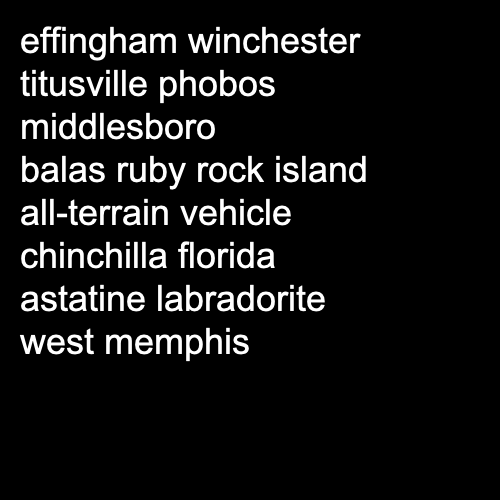 effingham winchester
titusville phobos
middlesboro
balas ruby rock island
all-terrain vehicle
chinchilla florida
astatine labradorite
west memphis